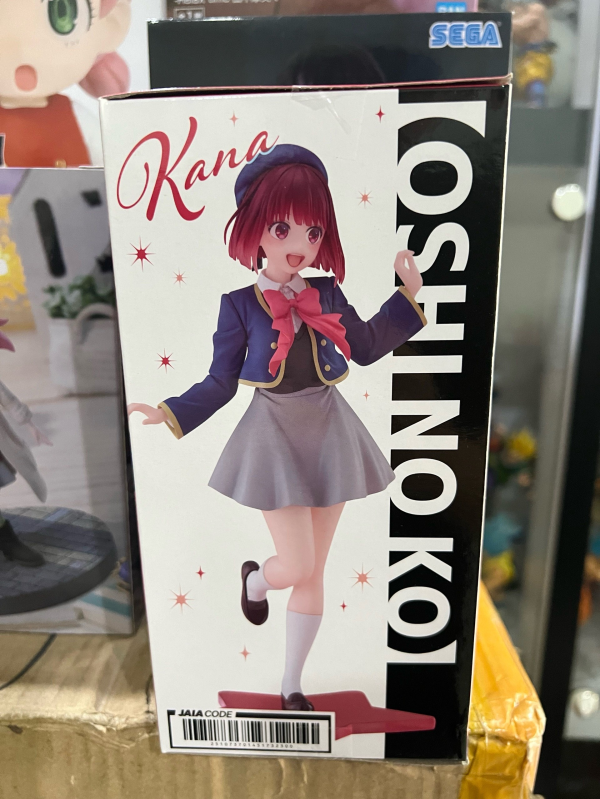 SEGA
Kana
【OSHI NO KO】
JAIA CODE